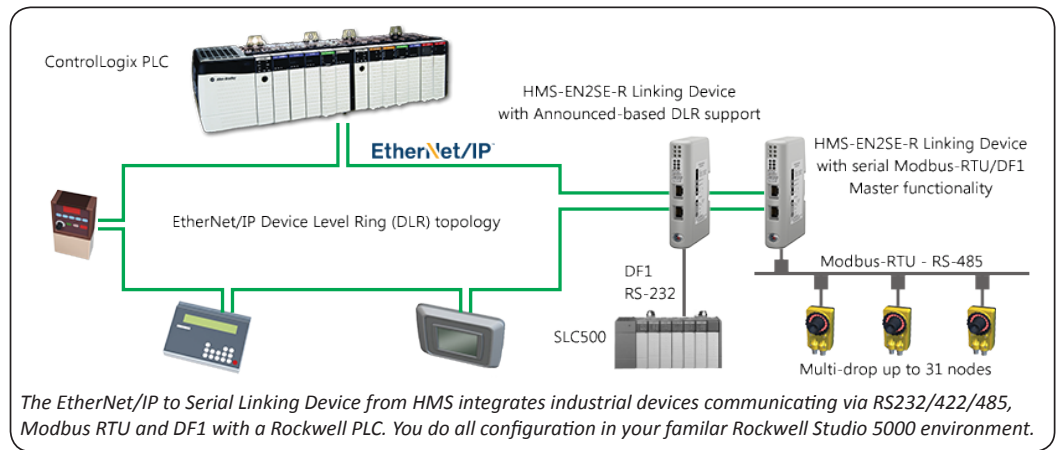 ControlLogix PLC
HMS-EN2SE-R Linking Device
with Announced-based DLR support
EtherNet/IP™
HMS-EN2SE-R Linking Device
with serial Modbus-RTU/DF1
Master functionality
EtherNet/IP Device Level Ring (DLR) topology
DF1
RS-232
Modbus-RTU - RS-485
SLC500
Multi-drop up to 31 nodes
The EtherNet/IP to Serial Linking Device from HMS integrates industrial devices communicating via RS232/422/485,
Modbus RTU and DF1 with a Rockwell PLC. You do all configuration in your familar Rockwell Studio 5000 environment.